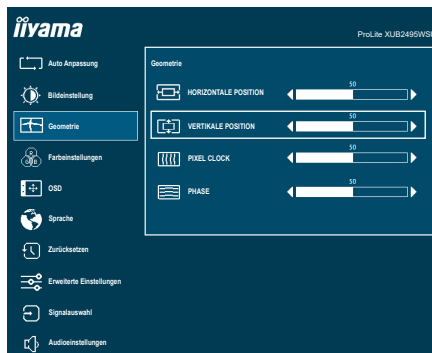 iiyama
ProLite XUB2495WSU
Auto Anpassung
Bildeinstellung
Geometrie
Farbeinstellungen
OSD
Sprache
Zurücksetzen
Erweiterte Einstellungen
Signalauswahl
Audioeinstellungen
Geometrie
HORIZONTALE POSITION
50
VERTIKALE POSITION
50
PIXEL CLOCK
50
PHASE
50